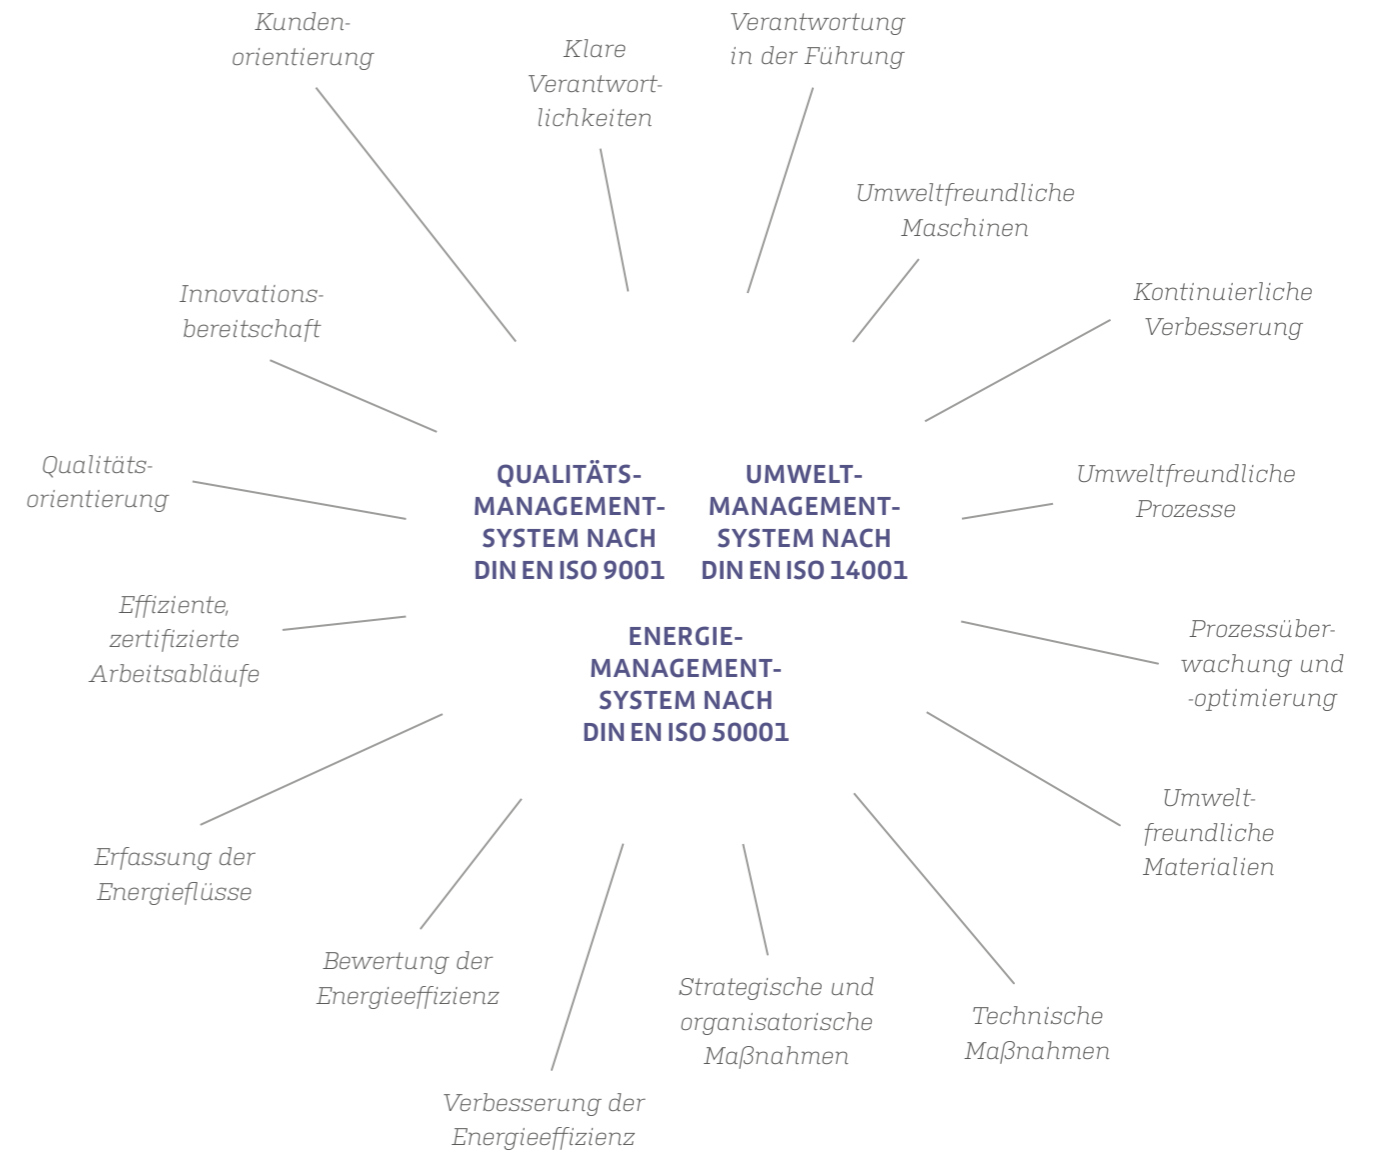 Kunden-
orientierung
Klare
Verantwort-
lichkeiten
Verantwortung
in der Führung
Umweltfreundliche
Maschinen
Kontinuierliche
Verbesserung
Innovations-
bereitschaft
Qualitäts-
orientierung
QUALITÄTS-
MANAGEMENT-
SYSTEM NACH
DIN EN ISO 9001
UMWELT-
MANAGEMENT-
SYSTEM NACH
DIN EN ISO 14001
Umweltfreundliche
Prozesse
Effiziente,
zertifizierte
Arbeitsabläufe
ENERGIE-
MANAGEMENT-
SYSTEM NACH
DIN EN ISO 50001
Prozessüber-
wachung und
-optimierung
Umwelt-
freundliche
Materialien
Erfassung der
Energieflüsse
Bewertung der
Energieeffizienz
Verbesserung der
Energieeffizienz
Strategische und
organisatorische
Maßnahmen
Technische
Maßnahmen